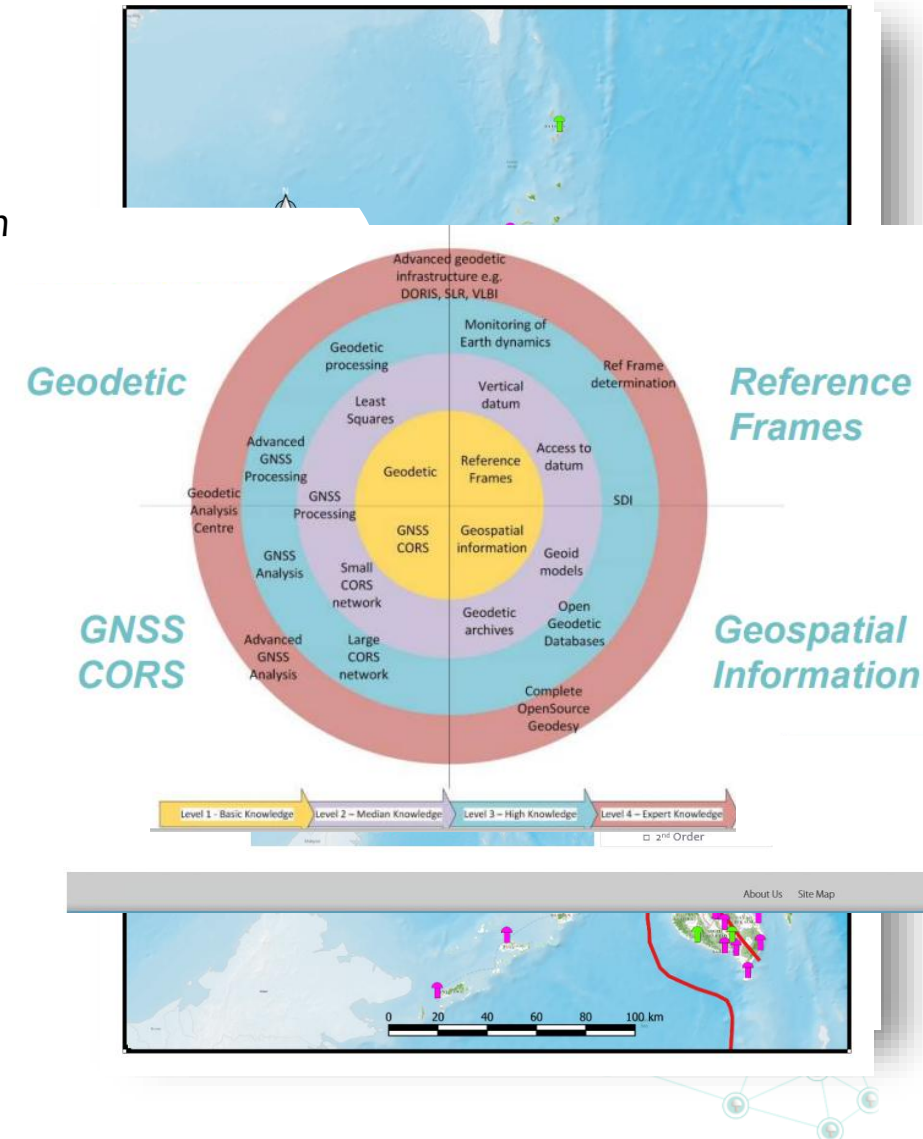 n
N
Advanced geodetic
infrastructure e.g.
DORIS, SLR, VLBI
Monitoring of
Earth dynamics
Geodetic
processing
Ref Frame
determination
Geodetic
Reference
Frames
Vertical
datum
Least
Squares
Advanced
GNSS
Processing
Access to
datum
Geodetic
Reference
Frames
Geodetic
Analysis
Centre
GNSS
Processing
SDI
GNSS
CORS
Geospatial
information
GNSS
Analysis
Small
CORS
network
Geoid
models
Geodetic
archives
Open
Geodetic
Databases
GNSS
CORS
Geospatial
Information
Advanced
GNSS
Analysis
Large
CORS
network
Complete
OpenSource
Geodesy
Level 1 - Basic Knowledge
Level 2 – Median Knowledge
Level 3 – High Knowledge
Level 4 – Expert Knowledge
2nd Order
About Us Site Map
0 20 40 60 80 100 km